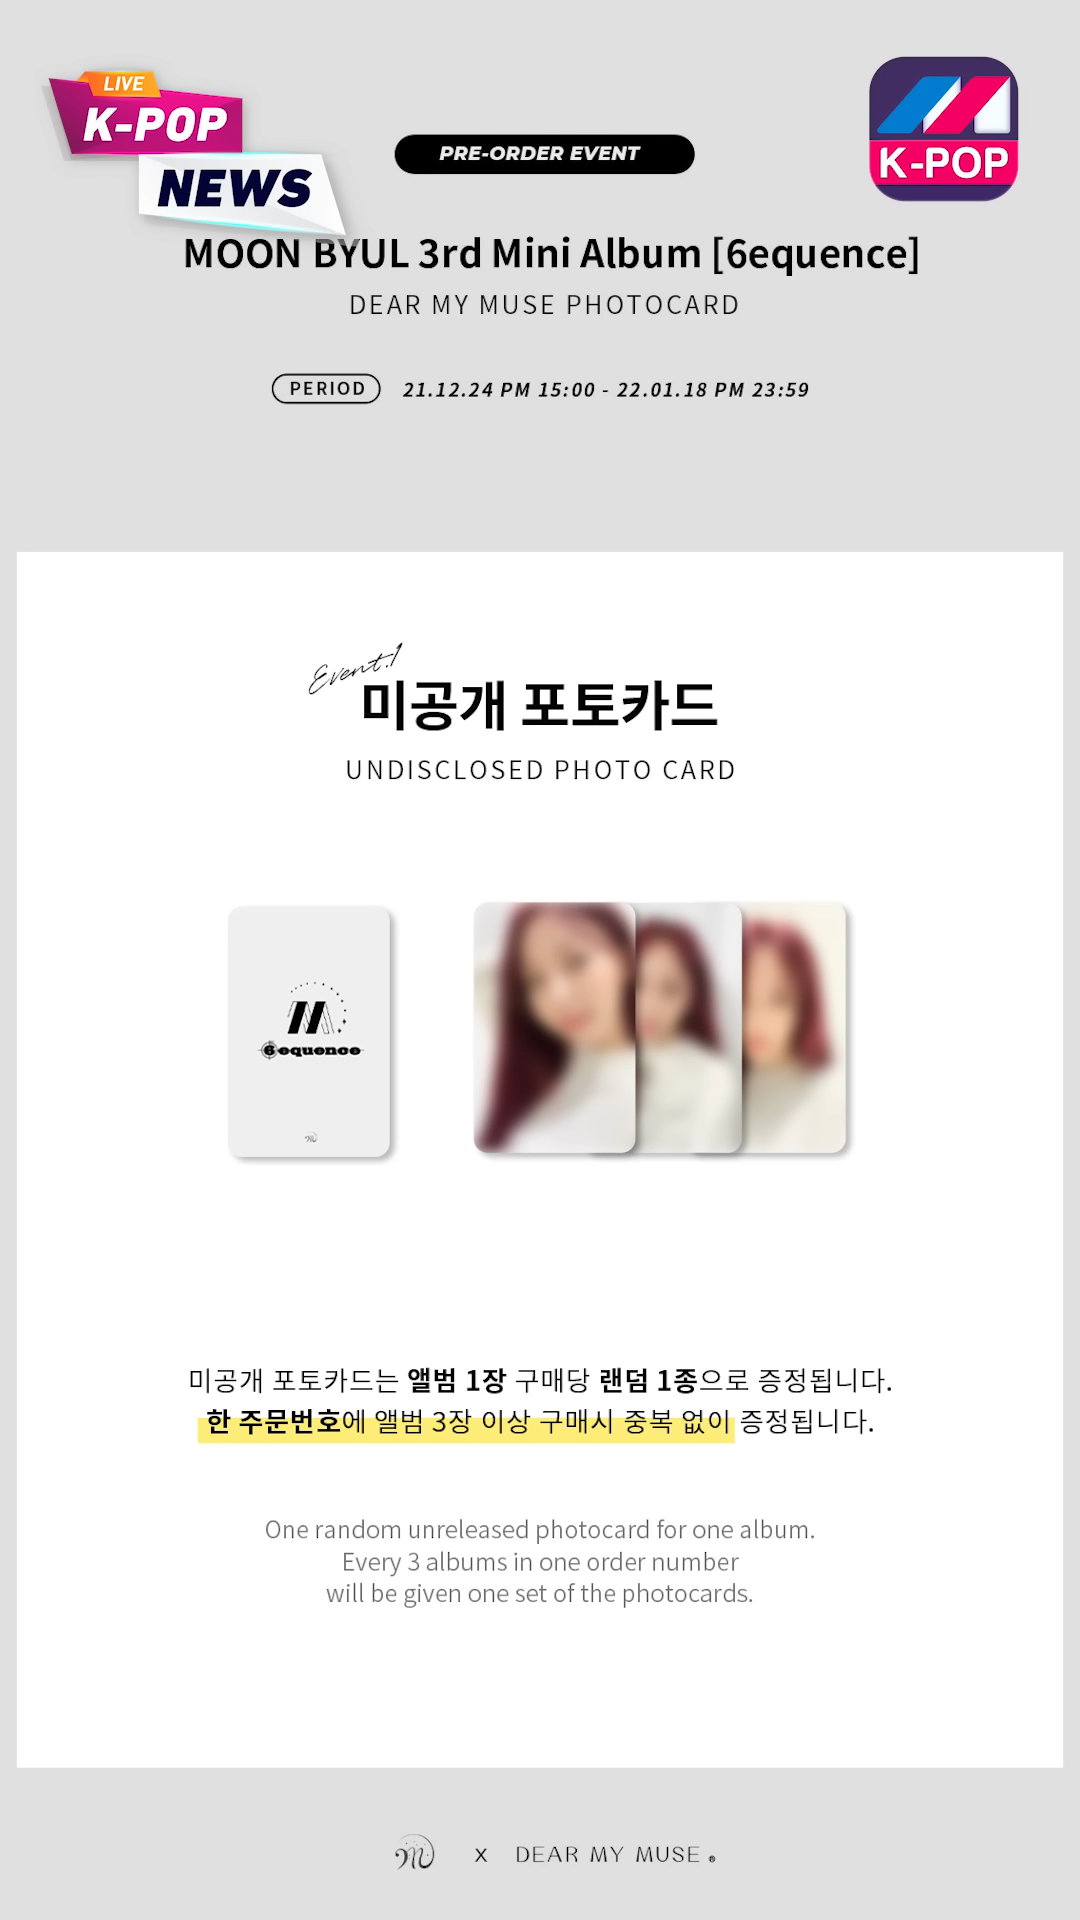 LIVE
K-POP
NEWS
K-POP
PRE-ORDER EVENT
MOON BYUL 3rd Mini Album [6equence]
DEAR MY MUSE PHOTOCARD
PERIOD 21.12.24 PM 15:00 - 22.01.18 PM 23:59
Event.1
미공개 포토카드
UNDISCLOSED PHOTO CARD
6equence
미공개 포토카드는 앨범 1장 구매당 랜덤 1종으로 증정됩니다.
한 주문번호에 앨범 3장 이상 구매시 중복 없이 증정됩니다.
One random unreleased photocard for one album.
Every 3 albums in one order number
will be given one set of the photocards.
m X DEAR MY MUSE ®